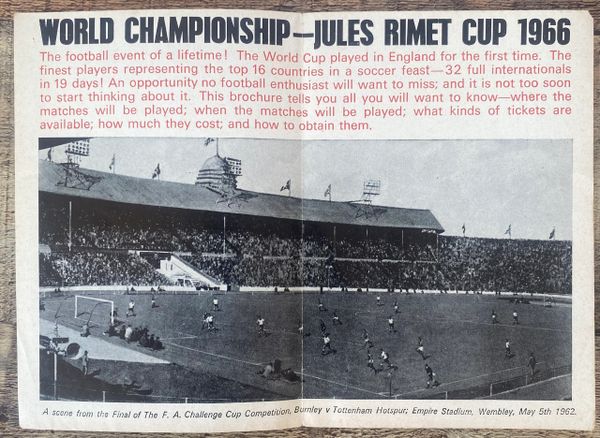 WORLD CHAMPIONSHIP—JULES RIMET CUP 1966
The football event of a lifetime! The World Cup played in England for the first time. The
finest players representing the top 16 countries in a soccer feast—32 full internationals
in 19 days! An opportunity no football enthusiast will want to miss; and it is not too soon
to start thinking about it. This brochure tells you all you will want to know—where the
matches will be played; when the matches will be played; what kinds of tickets are
available; how much they cost; and how to obtain them.
A scene from the Final of The F. A. Challenge Cup Competition, Burnley v Tottenham Hotspur; Empire Stadium, Wembley, May 5th 1962.